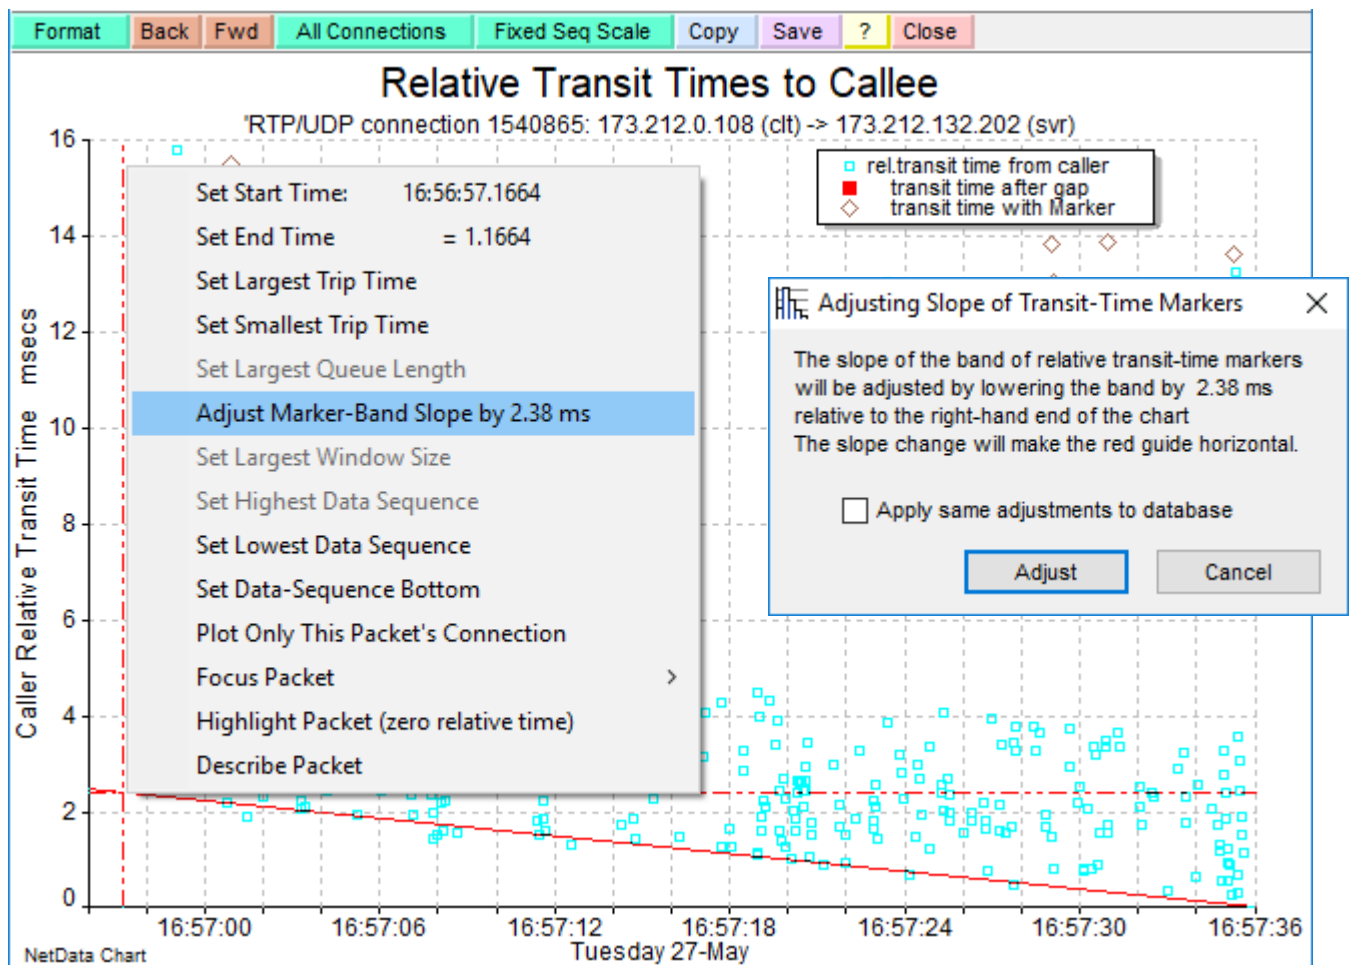 Format Back Fwd All Connections Fixed Seq Scale Copy Save ? Close
Relative Transit Times to Callee
'RTP/UDP connection 1540865: 173.212.0.108 (clt) -> 173.212.132.202 (svr)
rel.transit time from caller
transit time after gap
transit time with Marker
Caller Relative Transit Time msecs
16
14
12
10
8
6
4
2
0
Set Start Time: 16:56:57.1664
Set End Time = 1.1664
Set Largest Trip Time
Set Smallest Trip Time
Set Largest Queue Length
Adjust Marker-Band Slope by 2.38 ms
Set Largest Window Size
Set Highest Data Sequence
Set Lowest Data Sequence
Set Data-Sequence Bottom
Plot Only This Packet's Connection
Focus Packet
Highlight Packet (zero relative time)
Describe Packet
Adjusting Slope of Transit-Time Markers
The slope of the band of relative transit-time markers
will be adjusted by lowering the band by 2.38 ms
relative to the right-hand end of the chart
The slope change will make the red guide horizontal.
Apply same adjustments to database
Adjust Cancel
16:57:00 16:57:06 16:57:12 16:57:18 16:57:24 16:57:30 16:57:36
Tuesday 27-May
NetData Chart